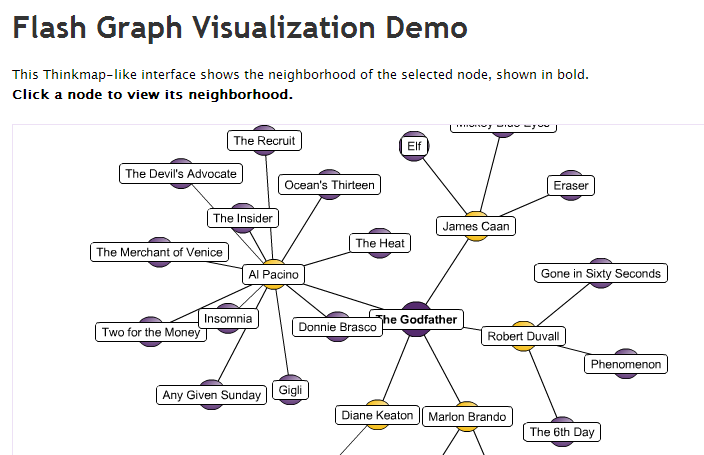 Flash Graph Visualization Demo
This Thinkmap-like interface shows the neighborhood of the selected node, shown in bold.
Click a node to view its neighborhood.
Mickey Blue Eyes
The Recruit
Elf
The Devil's Advocate
Ocean's Thirteen
Eraser
The Insider
James Caan
The Heat
The Merchant of Venice
Al Pacino
Gone in Sixty Seconds
Insomnia
The Godfather
Two for the Money
Donnie Brasco
Robert Duvall
Phenomenon
Any Given Sunday
Gigli
Diane Keaton
Marlon Brando
The 6th Day